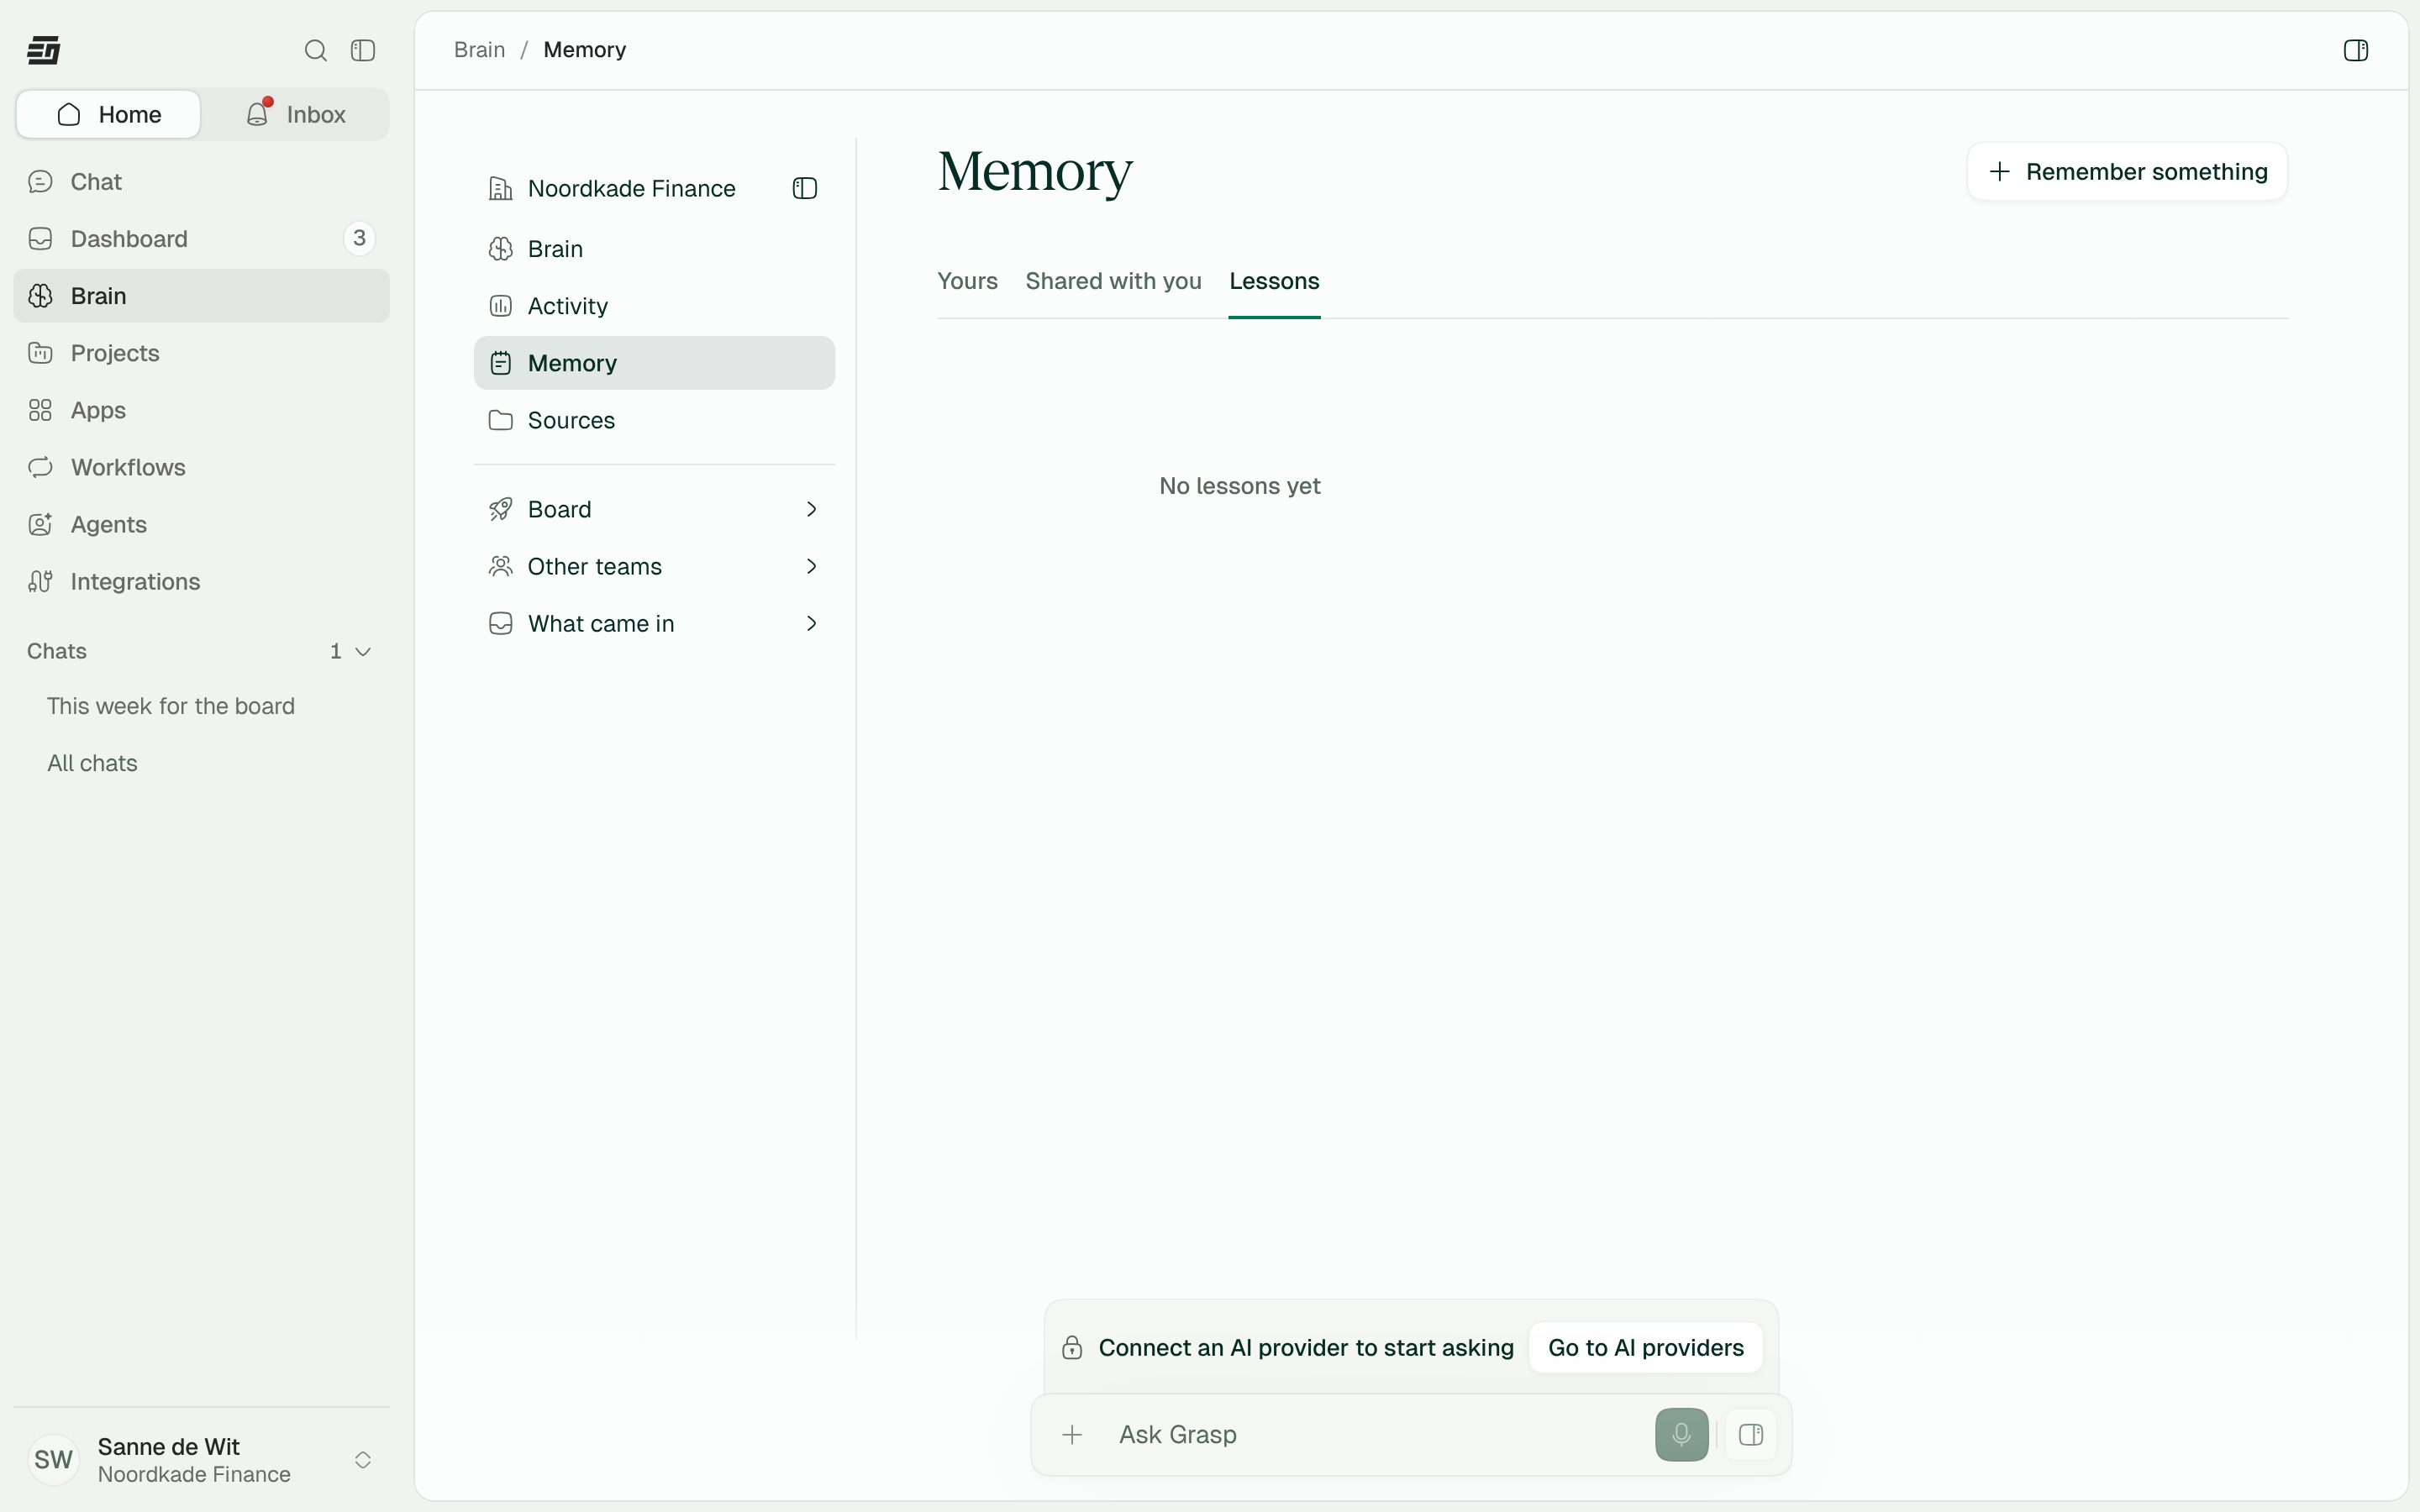 Home
Inbox
Chat
Dashboard
3
Brain
Projects
Apps
Workflows
Agents
Integrations
Chats
1
This week for the board
All chats
SW
Sanne de Wit
Noordkade Finance
Brain / Memory
Noordkade Finance
Brain
Activity
Memory
Sources
Board
Other teams
What came in
Memory
Remember something
Yours
Shared with you
Lessons
No lessons yet
Connect an AI provider to start asking
Go to AI providers
Ask Grasp